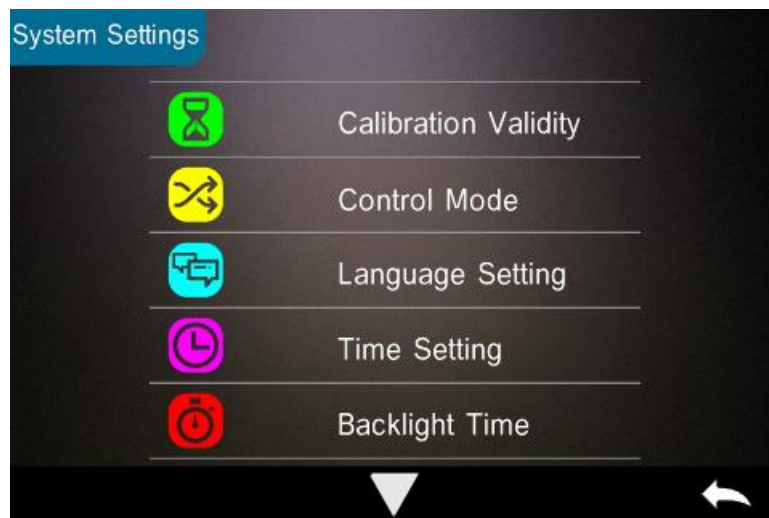 System Settings
Calibration Validity
Control Mode
Language Setting
Time Setting
Backlight Time